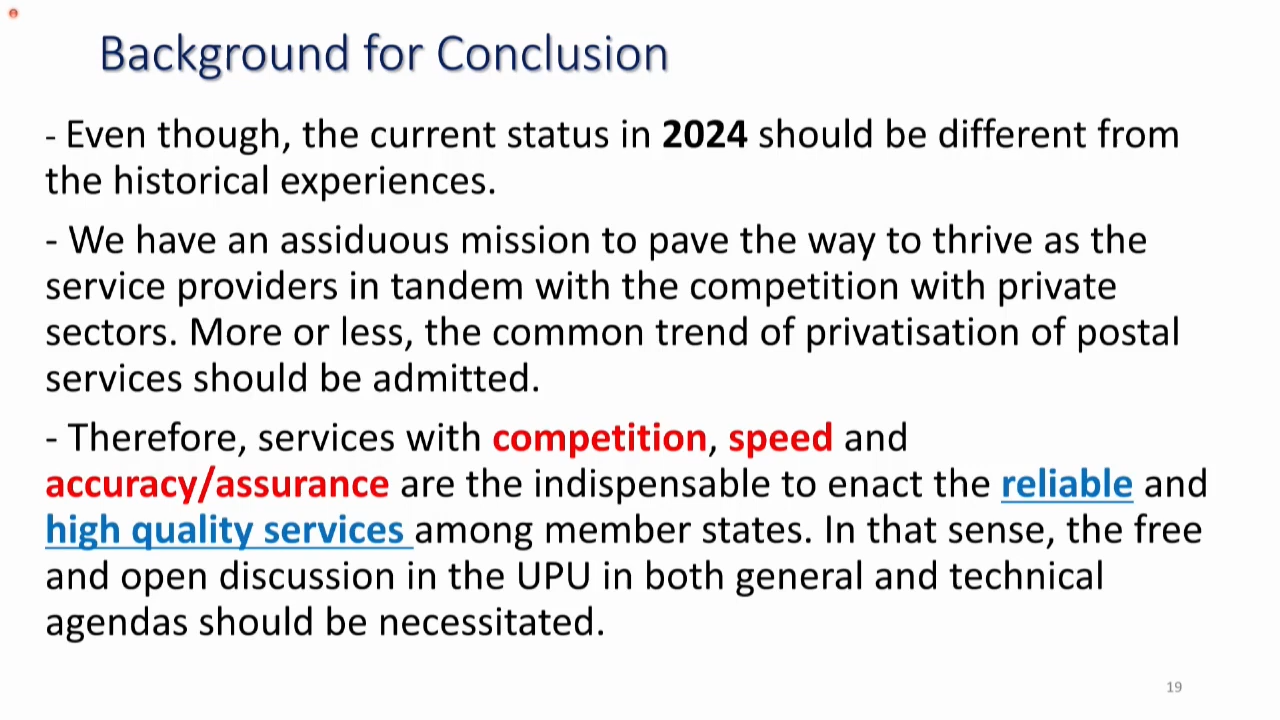 Background for Conclusion
- Even though, the current status in 2024 should be different from
the historical experiences.
- We have an assiduous mission to pave the way to thrive as the
service providers in tandem with the competition with private
sectors. More or less, the common trend of privatisation of postal
services should be admitted.
- Therefore, services with competition, speed and
accuracy/assurance are the indispensable to enact the reliable and
high quality services among member states. In that sense, the free
and open discussion in the UPU in both general and technical
agendas should be necessitated.
19